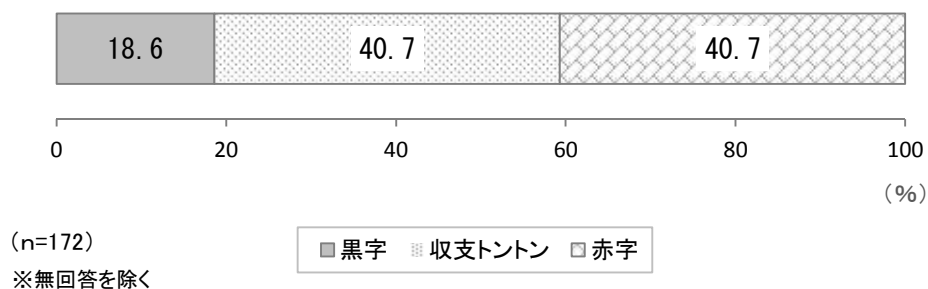 18.6 40.7 40.7
0 20 40 60 80 100
(%)
(n=172)
黒字 収支トントン 赤字
※無回答を除く